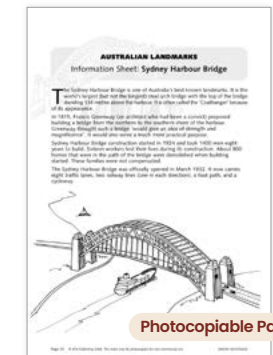 AUSTRALIAN LANDMARKS
Information Sheet: Sydney Harbour Bridge
The Sydney Harbour Bridge is one of Australia's best known landmarks. It is the
world's largest (but not the longest) steel arch bridge with the top of the bridge
standing 134 metres above the harbour. It is often called the 'Coathanger' because
of its appearance.
In 1815, Francis Greenway (an architect who had been a convict) proposed
building a bridge from the northern to the southern shore of the harbour.
Greenway thought such a bridge 'would give an idea of strength and
magnificence'. It would also serve a much more practical purpose.
Sydney Harbour Bridge construction started in 1924 and took 1400 men eight
years to build. Sixteen workers lost their lives during its construction. About 800
homes that were in the path of the bridge were demolished when building
started. These families were not compensated.
The Sydney Harbour Bridge was officially opened in March 1932. It now carries
eight traffic lanes, two railway lines (one in each direction), a foot path, and a
cycleway.
Photocopiable Pa